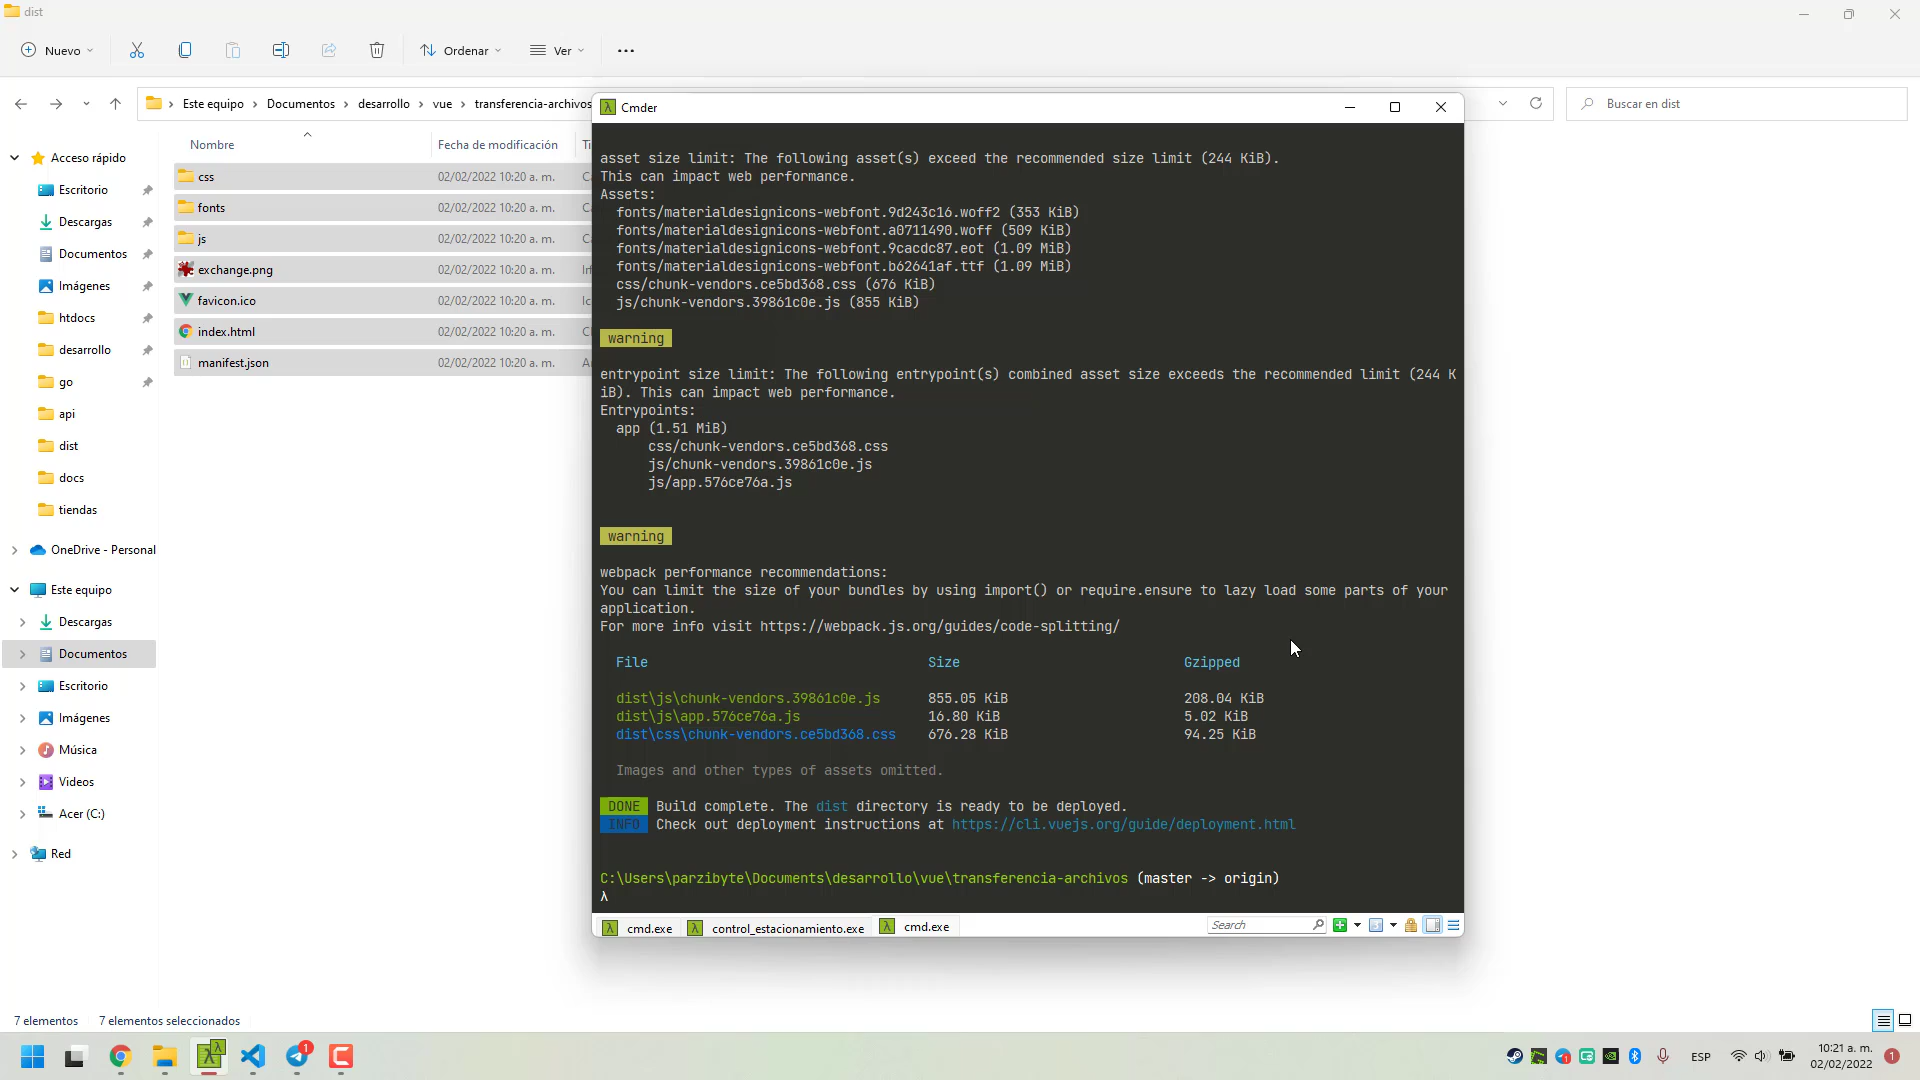 dist
Nuevo
Ordenar
Ver
Este equipo
Documentos
desarrollo
vue
transferencia-archivos
Buscar en dist
Nombre
Fecha de modificación
Ti
css 02/02/2022 10:20 a. m. Ca
fonts 02/02/2022 10:20 a. m. Ca
js 02/02/2022 10:20 a. m. Ca
exchange.png 02/02/2022 10:20 a. m. Irf
favicon.ico 02/02/2022 10:20 a. m. Ic
index.html 02/02/2022 10:20 a. m. Cl
manifest.json 02/02/2022 10:20 a. m. A
Acceso rápido
Escritorio
Descargas
Documentos
Imágenes
htdocs
desarrollo
go
api
dist
docs
tiendas
OneDrive - Personal
Este equipo
Descargas
Documentos
Escritorio
Imágenes
Música
Videos
Acer (C:)
Red
7 elementos
7 elementos seleccionados
Cmder
asset size limit: The following asset(s) exceed the recommended size limit (244 KiB).
This can impact web performance.
Assets:
fonts/materialdesignicons-webfont.9d243c16.woff2 (353 KiB)
fonts/materialdesignicons-webfont.a0711490.woff (509 KiB)
fonts/materialdesignicons-webfont.9cacdc87.eot (1.09 MiB)
fonts/materialdesignicons-webfont.b62641af.ttf (1.09 MiB)
css/chunk-vendors.ce5bd368.css (676 KiB)
js/chunk-vendors.39861c0e.js (855 KiB)
warning
entrypoint size limit: The following entrypoint(s) combined asset size exceeds the recommended limit (244 K
iB). This can impact web performance.
Entrypoints:
app (1.51 MiB)
css/chunk-vendors.ce5bd368.css
js/chunk-vendors.39861c0e.js
js/app.576ce76a.js
warning
webpack performance recommendations:
You can limit the size of your bundles by using import() or require.ensure to lazy load some parts of your
application.
For more info visit https://webpack.js.org/guides/code-splitting/
File Size Gzipped
dist\js\chunk-vendors.39861c0e.js 855.05 KiB 208.04 KiB
dist\js\app.576ce76a.js 16.80 KiB 5.02 KiB
dist\css\chunk-vendors.ce5bd368.css 676.28 KiB 94.25 KiB
Images and other types of assets omitted.
DONE Build complete. The dist directory is ready to be deployed.
INFO Check out deployment instructions at https://cli.vuejs.org/guide/deployment.html
C:\Users\parzibyte\Documents\desarrollo\vue\transferencia-archivos (master -> origin)
λ
cmd.exe
control_estacionamiento.exe
cmd.exe
Search
1
ESP
10:21 a. m.
02/02/2022
1